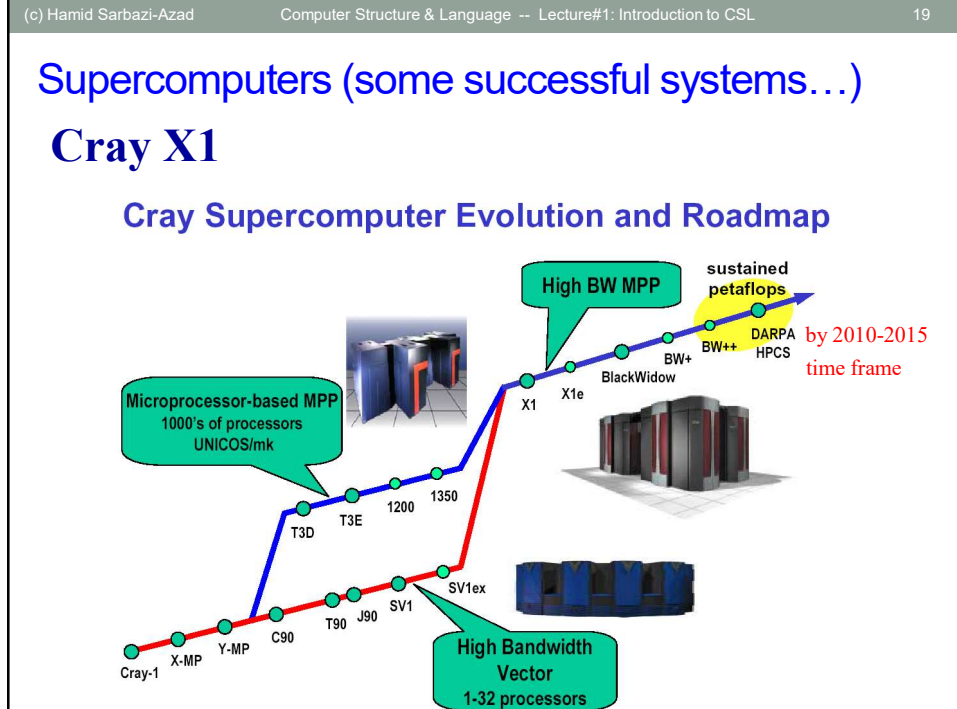 (c) Hamid Sarbazi-Azad Computer Structure & Language -- Lecture#1: Introduction to CSL 19
Supercomputers (some successful systems…)
Cray X1
Cray Supercomputer Evolution and Roadmap
High BW MPP
sustained
petaflops
by 2010-2015
time frame
DARPA
HPCS
BW++
BW+
BlackWidow
X1e
X1
Microprocessor-based MPP
1000's of processors
UNICOS/mk
T3D
T3E
1200
1350
Cray-1
X-MP
Y-MP
C90
T90
J90
SV1
SV1ex
High Bandwidth
Vector
1-32 processors